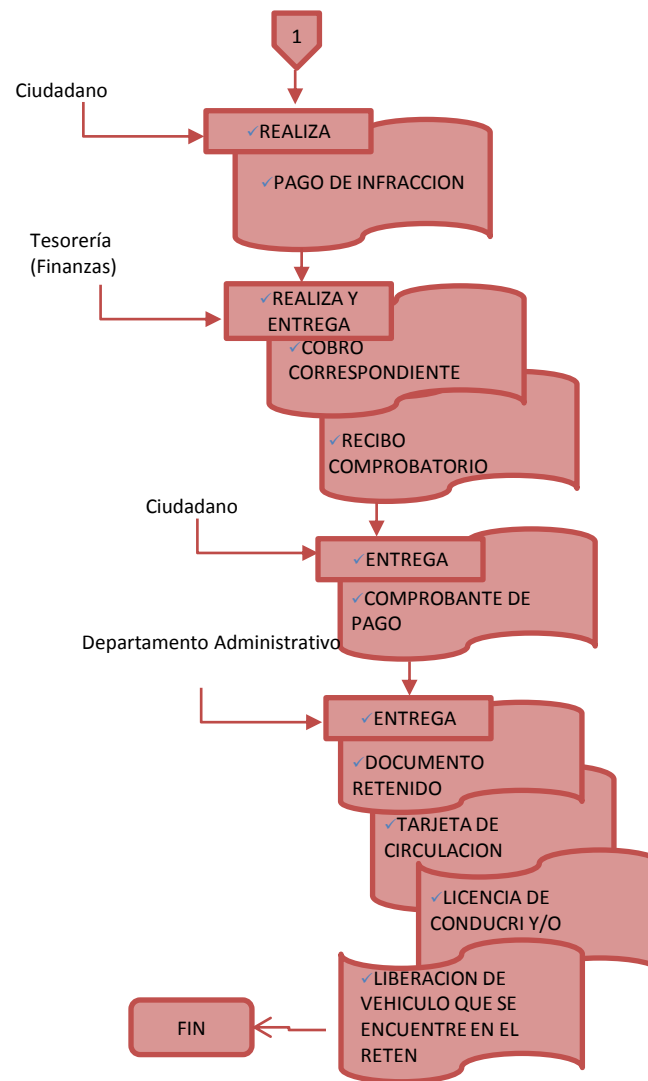 1
Ciudadano
✓REALIZA
✓PAGO DE INFRACCION
Tesorería
(Finanzas)
✓REALIZA Y
ENTREGA
✓COBRO
CORRESPONDIENTE
✓RECIBO
COMPROBATORIO
Ciudadano
✓ENTREGA
✓COMPROBANTE DE
PAGO
Departamento Administrativo
✓ENTREGA
✓DOCUMENTO
RETENIDO
✓TARJETA DE
CIRCULACION
✓LICENCIA DE
CONDUCRI Y/O
✓LIBERACION DE
VEHICULO QUE SE
ENCUENTRE EN EL
RETEN
FIN